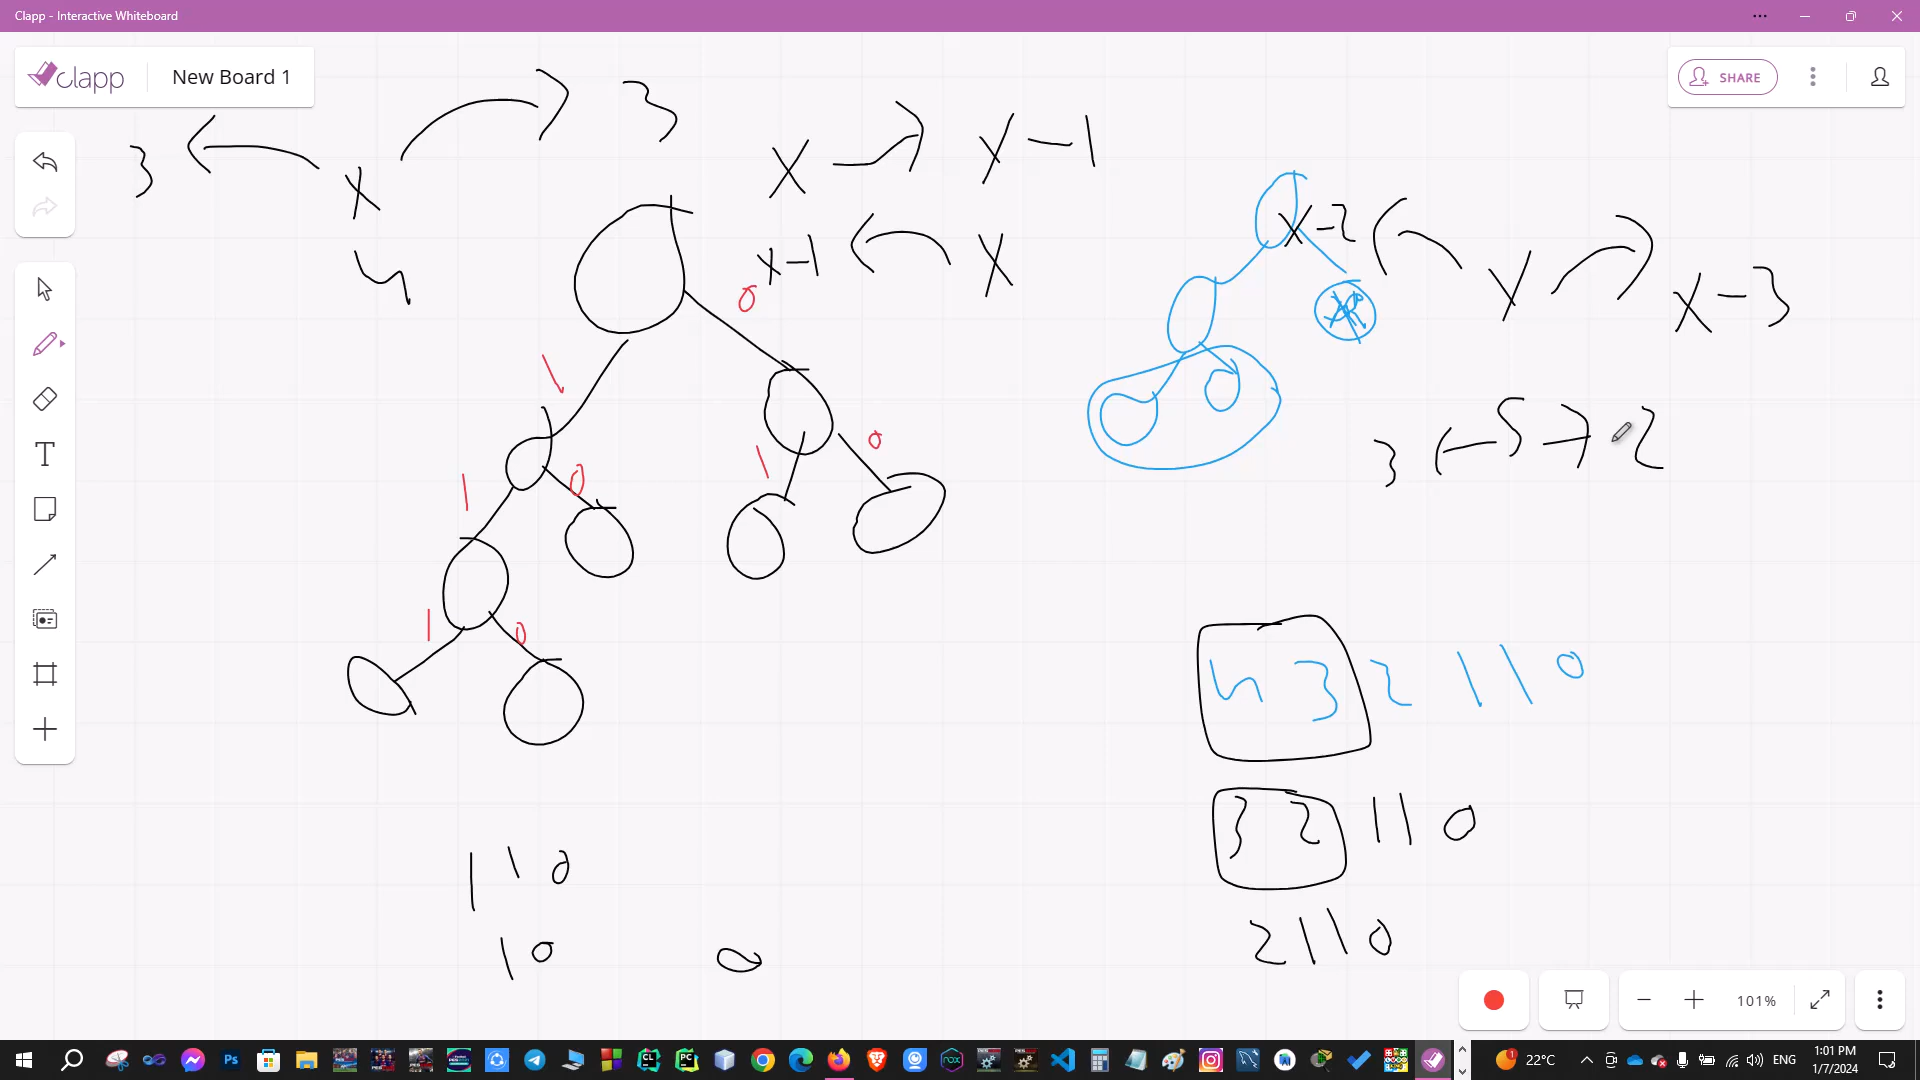 Clapp - Interactive Whiteboard
clapp New Board 1
SHARE
3 ← x → 3
4
x → x-1
x-1 ← x
x-2 ← x → x-3
3 ← 5 → 2
0
1
1
0
1
0
1
0
T
4 3 2 1 1 0
3 2 1 1 0
2 1 1 0
1 1 0
1 0
101%
22°C
ENG
1:01 PM
1/7/2024